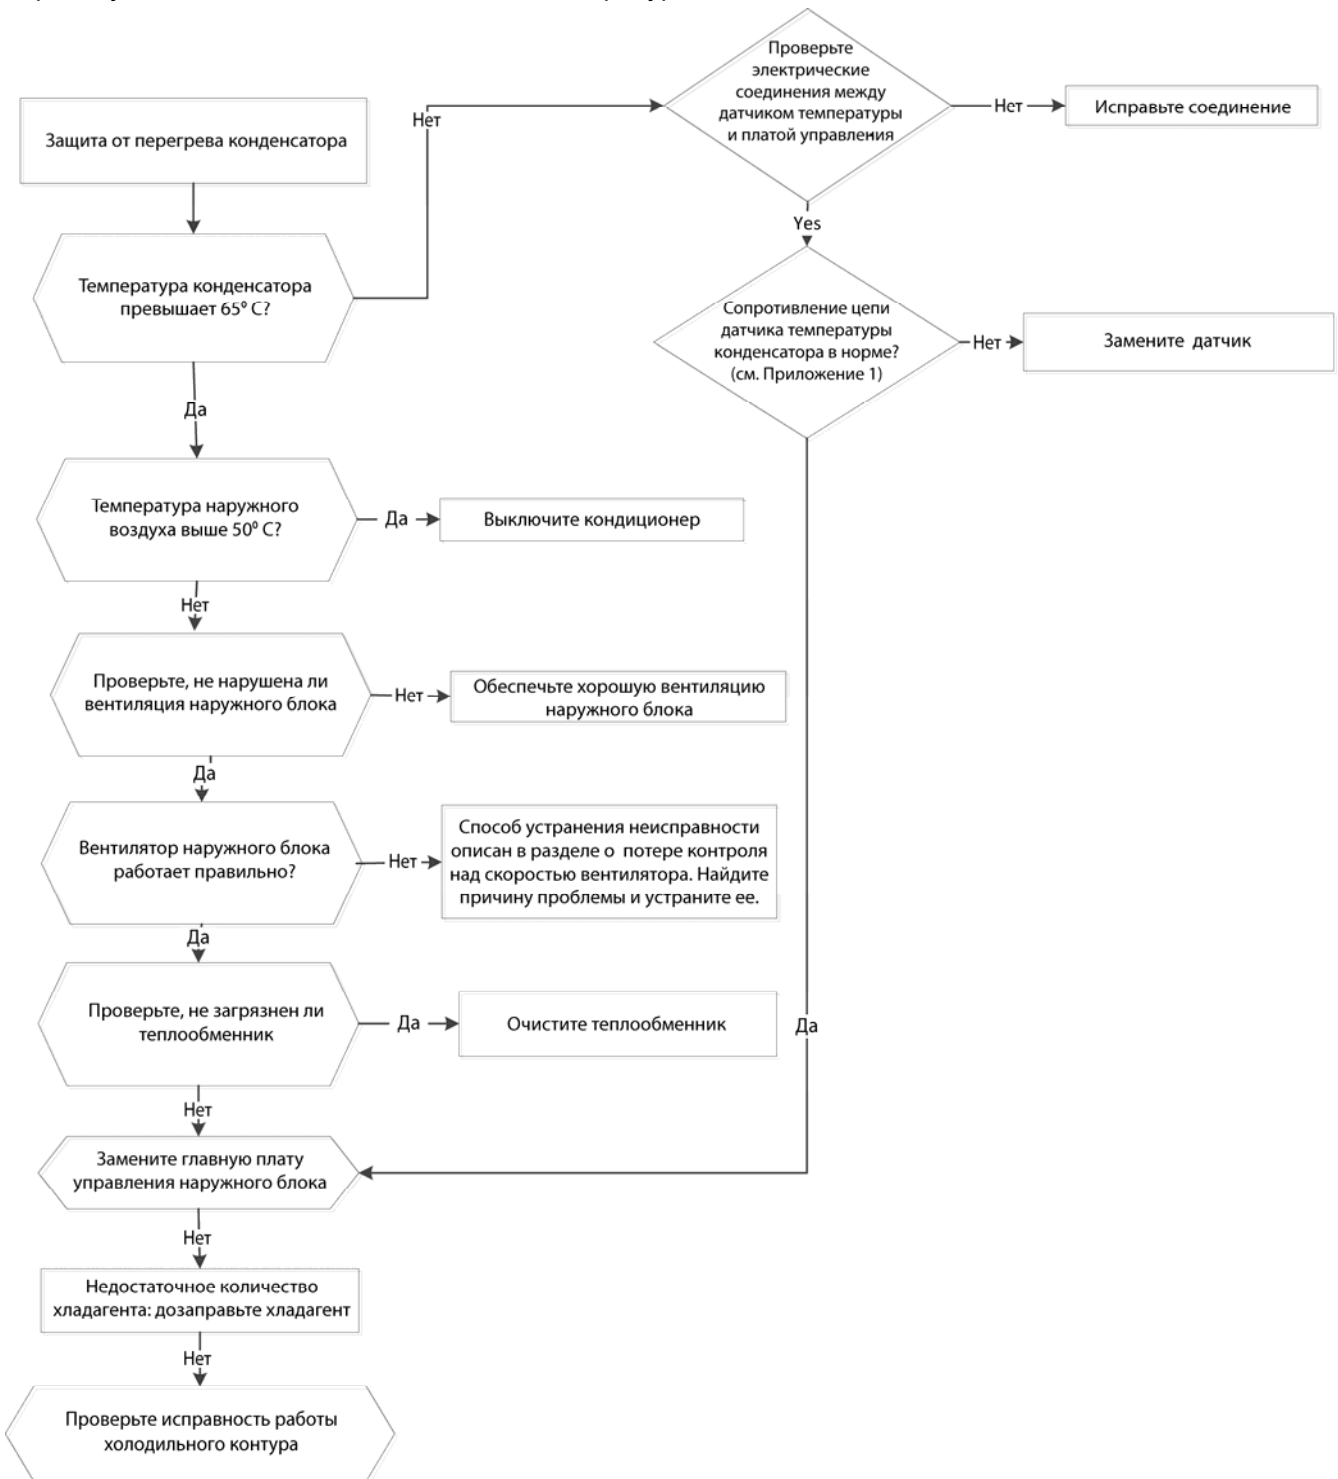 Защита от перегрева конденсатора
Температура конденсатора
превышает 65⁰ C?
Нет
Проверьте
электрические
соединения между
датчиком температуры
и платой управления
Нет
Исправьте соединение
Yes
Сопротивление цепи
датчика температуры
конденсатора в норме?
(см. Приложение 1)
Нет
Замените датчик
Да
Да
Температура наружного
воздуха выше 50⁰ C?
Да
Выключите кондиционер
Нет
Проверьте, не нарушена ли
вентиляция наружного блока
Нет
Обеспечьте хорошую вентиляцию
наружного блока
Да
Вентилятор наружного блока
работает правильно?
Нет
Способ устранения неисправности
описан в разделе о потере контроля
над скоростью вентилятора. Найдите
причину проблемы и устраните ее.
Да
Проверьте, не загрязнен ли
теплообменник
Да
Очистите теплообменник
Нет
Замените главную плату
управления наружного блока
Нет
Недостаточное количество
хладагента: дозаправьте хладагент
Нет
Проверьте исправность работы
холодильного контура